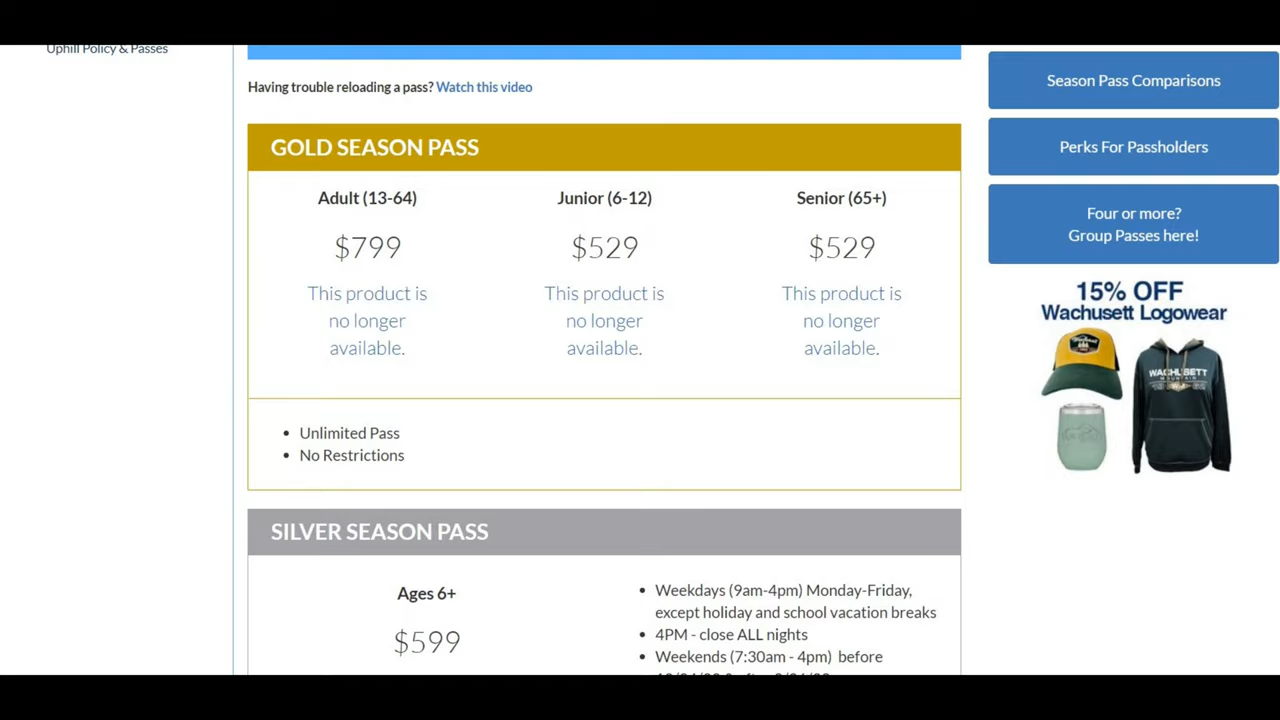 Uphill Policy & Passes
Having trouble reloading a pass? Watch this video
GOLD SEASON PASS
Adult (13-64)
$799
This product is
no longer
available.
Junior (6-12)
$529
This product is
no longer
available.
Senior (65+)
$529
This product is
no longer
available.
• Unlimited Pass
• No Restrictions
SILVER SEASON PASS
Ages 6+
$599
• Weekdays (9am-4pm) Monday-Friday,
except holiday and school vacation breaks
• 4PM - close ALL nights
• Weekends (7:30am - 4pm) before
Season Pass Comparisons
Perks For Passholders
Four or more?
Group Passes here!
15% OFF
Wachusett Logowear
WACHUSETT
MOUNTAIN